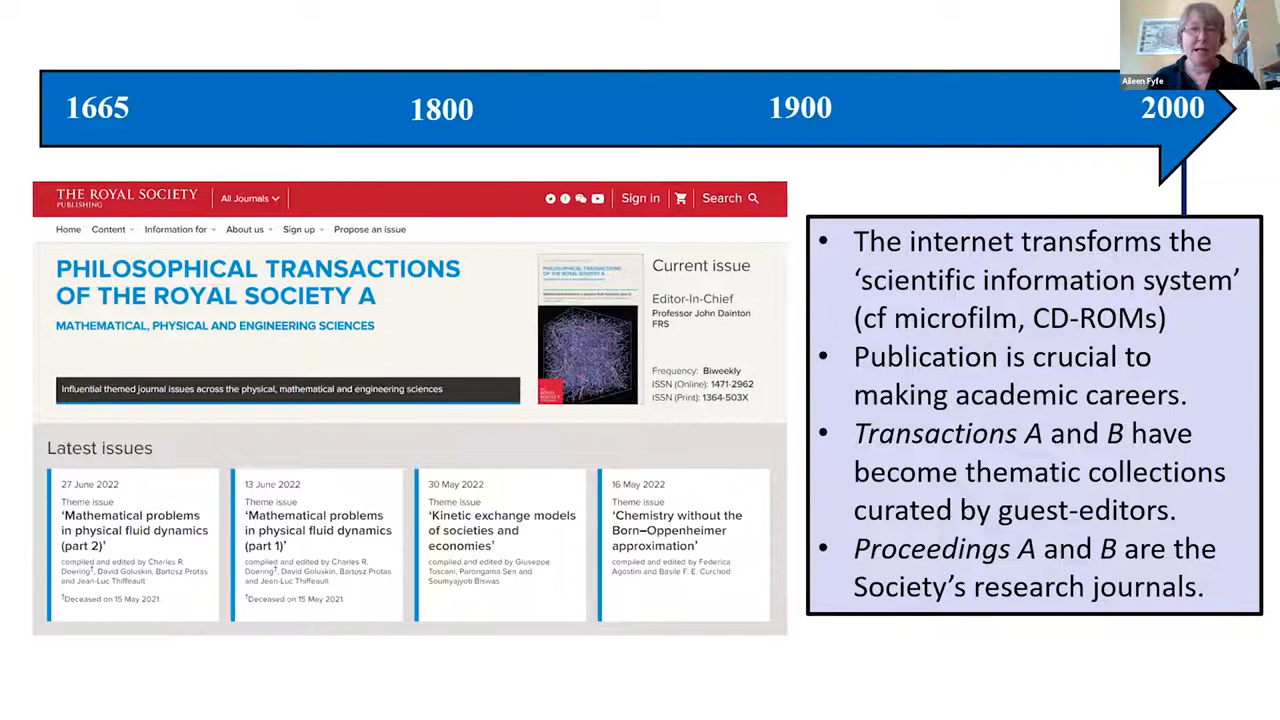 Aileen Fyfe
1665
1800
1900
2000
THE ROYAL SOCIETY
PUBLISHING
All Journals
Sign in
Search
Home
Content
Information for
About us
Sign up
Propose an issue
PHILOSOPHICAL TRANSACTIONS
OF THE ROYAL SOCIETY A
MATHEMATICAL, PHYSICAL AND ENGINEERING SCIENCES
Influential themed journal issues across the physical, mathematical and engineering sciences
Current issue
Editor-In-Chief
Professor John Dainton
FRS
Frequency: Biweekly
ISSN (Online): 1471-2962
ISSN (Print): 1364-503X
Latest issues
27 June 2022
Theme issue
‘Mathematical problems
in physical fluid dynamics
(part 2)’
compiled and edited by Charles R.
Doering†, David Goluskin, Bartosz Protas
and Jean-Luc Thiffeault
†Deceased on 15 May 2021.
13 June 2022
Theme issue
‘Mathematical problems
in physical fluid dynamics
(part 1)’
compiled and edited by Charles R.
Doering†, David Goluskin, Bartosz Protas
and Jean-Luc Thiffeault
†Deceased on 15 May 2021.
30 May 2022
Theme issue
‘Kinetic exchange models
of societies and
economies’
compiled and edited by Giuseppe
Toscani, Parongama Sen and
Soumyajyoti Biswas
16 May 2022
Theme issue
‘Chemistry without the
Born–Oppenheimer
approximation’
compiled and edited by Federica
Agostini and Basile F. E. Curchod
• The internet transforms the
‘scientific information system’
(cf microfilm, CD-ROMs)
• Publication is crucial to
making academic careers.
• Transactions A and B have
become thematic collections
curated by guest-editors.
• Proceedings A and B are the
Society’s research journals.